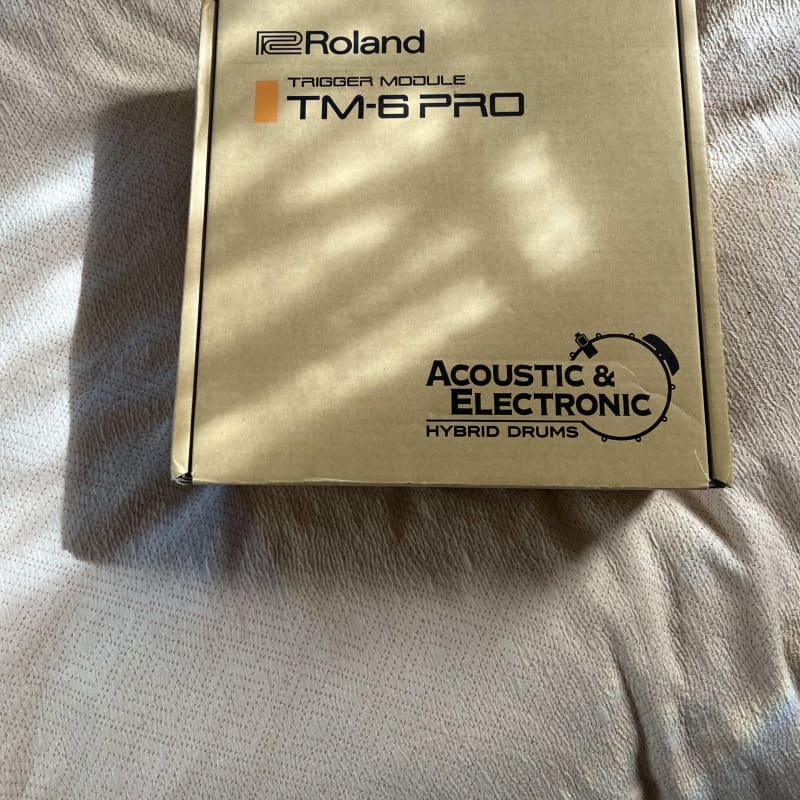 Roland
TRIGGER MODULE
TM-6 PRO
ACOUSTIC &
ELECTRONIC
HYBRID DRUMS